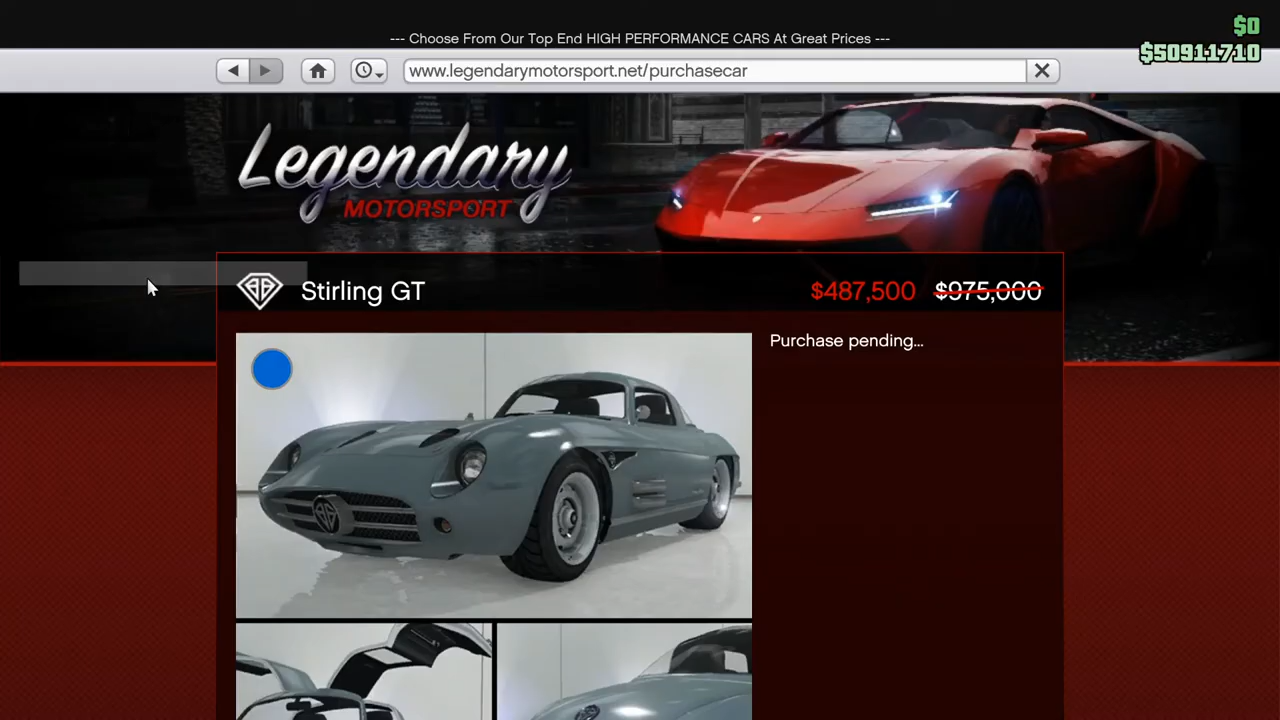 --- Choose From Our Top End HIGH PERFORMANCE CARS At Great Prices ---
$0
$50911710
www.legendarymotorsport.net/purchasecar
Legendary
MOTORSPORT
Stirling GT
$487,500 $975,000
Purchase pending...